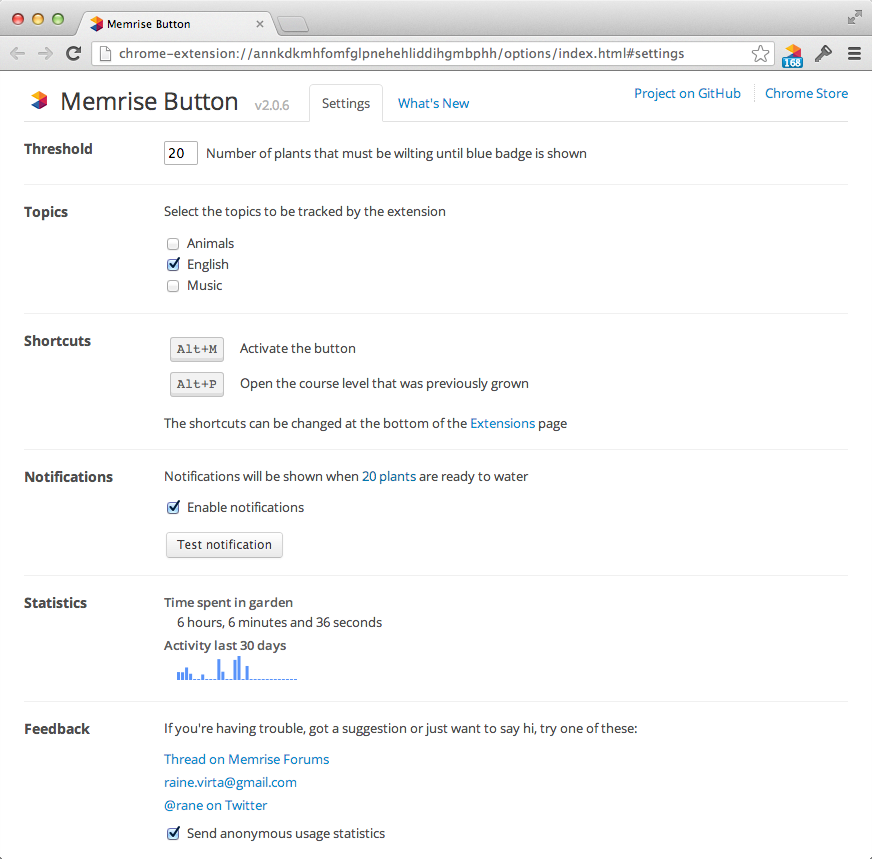 Memrise Button
chrome-extension://annkdkmhfomfglpnehehliddihgmbphh/options/index.html#settings
168
Memrise Button v2.0.6 Settings What's New Project on GitHub Chrome Store
Threshold 20 Number of plants that must be wilting until blue badge is shown
Topics Select the topics to be tracked by the extension
Animals
English
Music
Shortcuts Alt+M Activate the button
Alt+P Open the course level that was previously grown
The shortcuts can be changed at the bottom of the Extensions page
Notifications Notifications will be shown when 20 plants are ready to water
Enable notifications
Test notification
Statistics Time spent in garden
6 hours, 6 minutes and 36 seconds
Activity last 30 days
Feedback If you're having trouble, got a suggestion or just want to say hi, try one of these:
Thread on Memrise Forums
raine.virta@gmail.com
@rane on Twitter
Send anonymous usage statistics